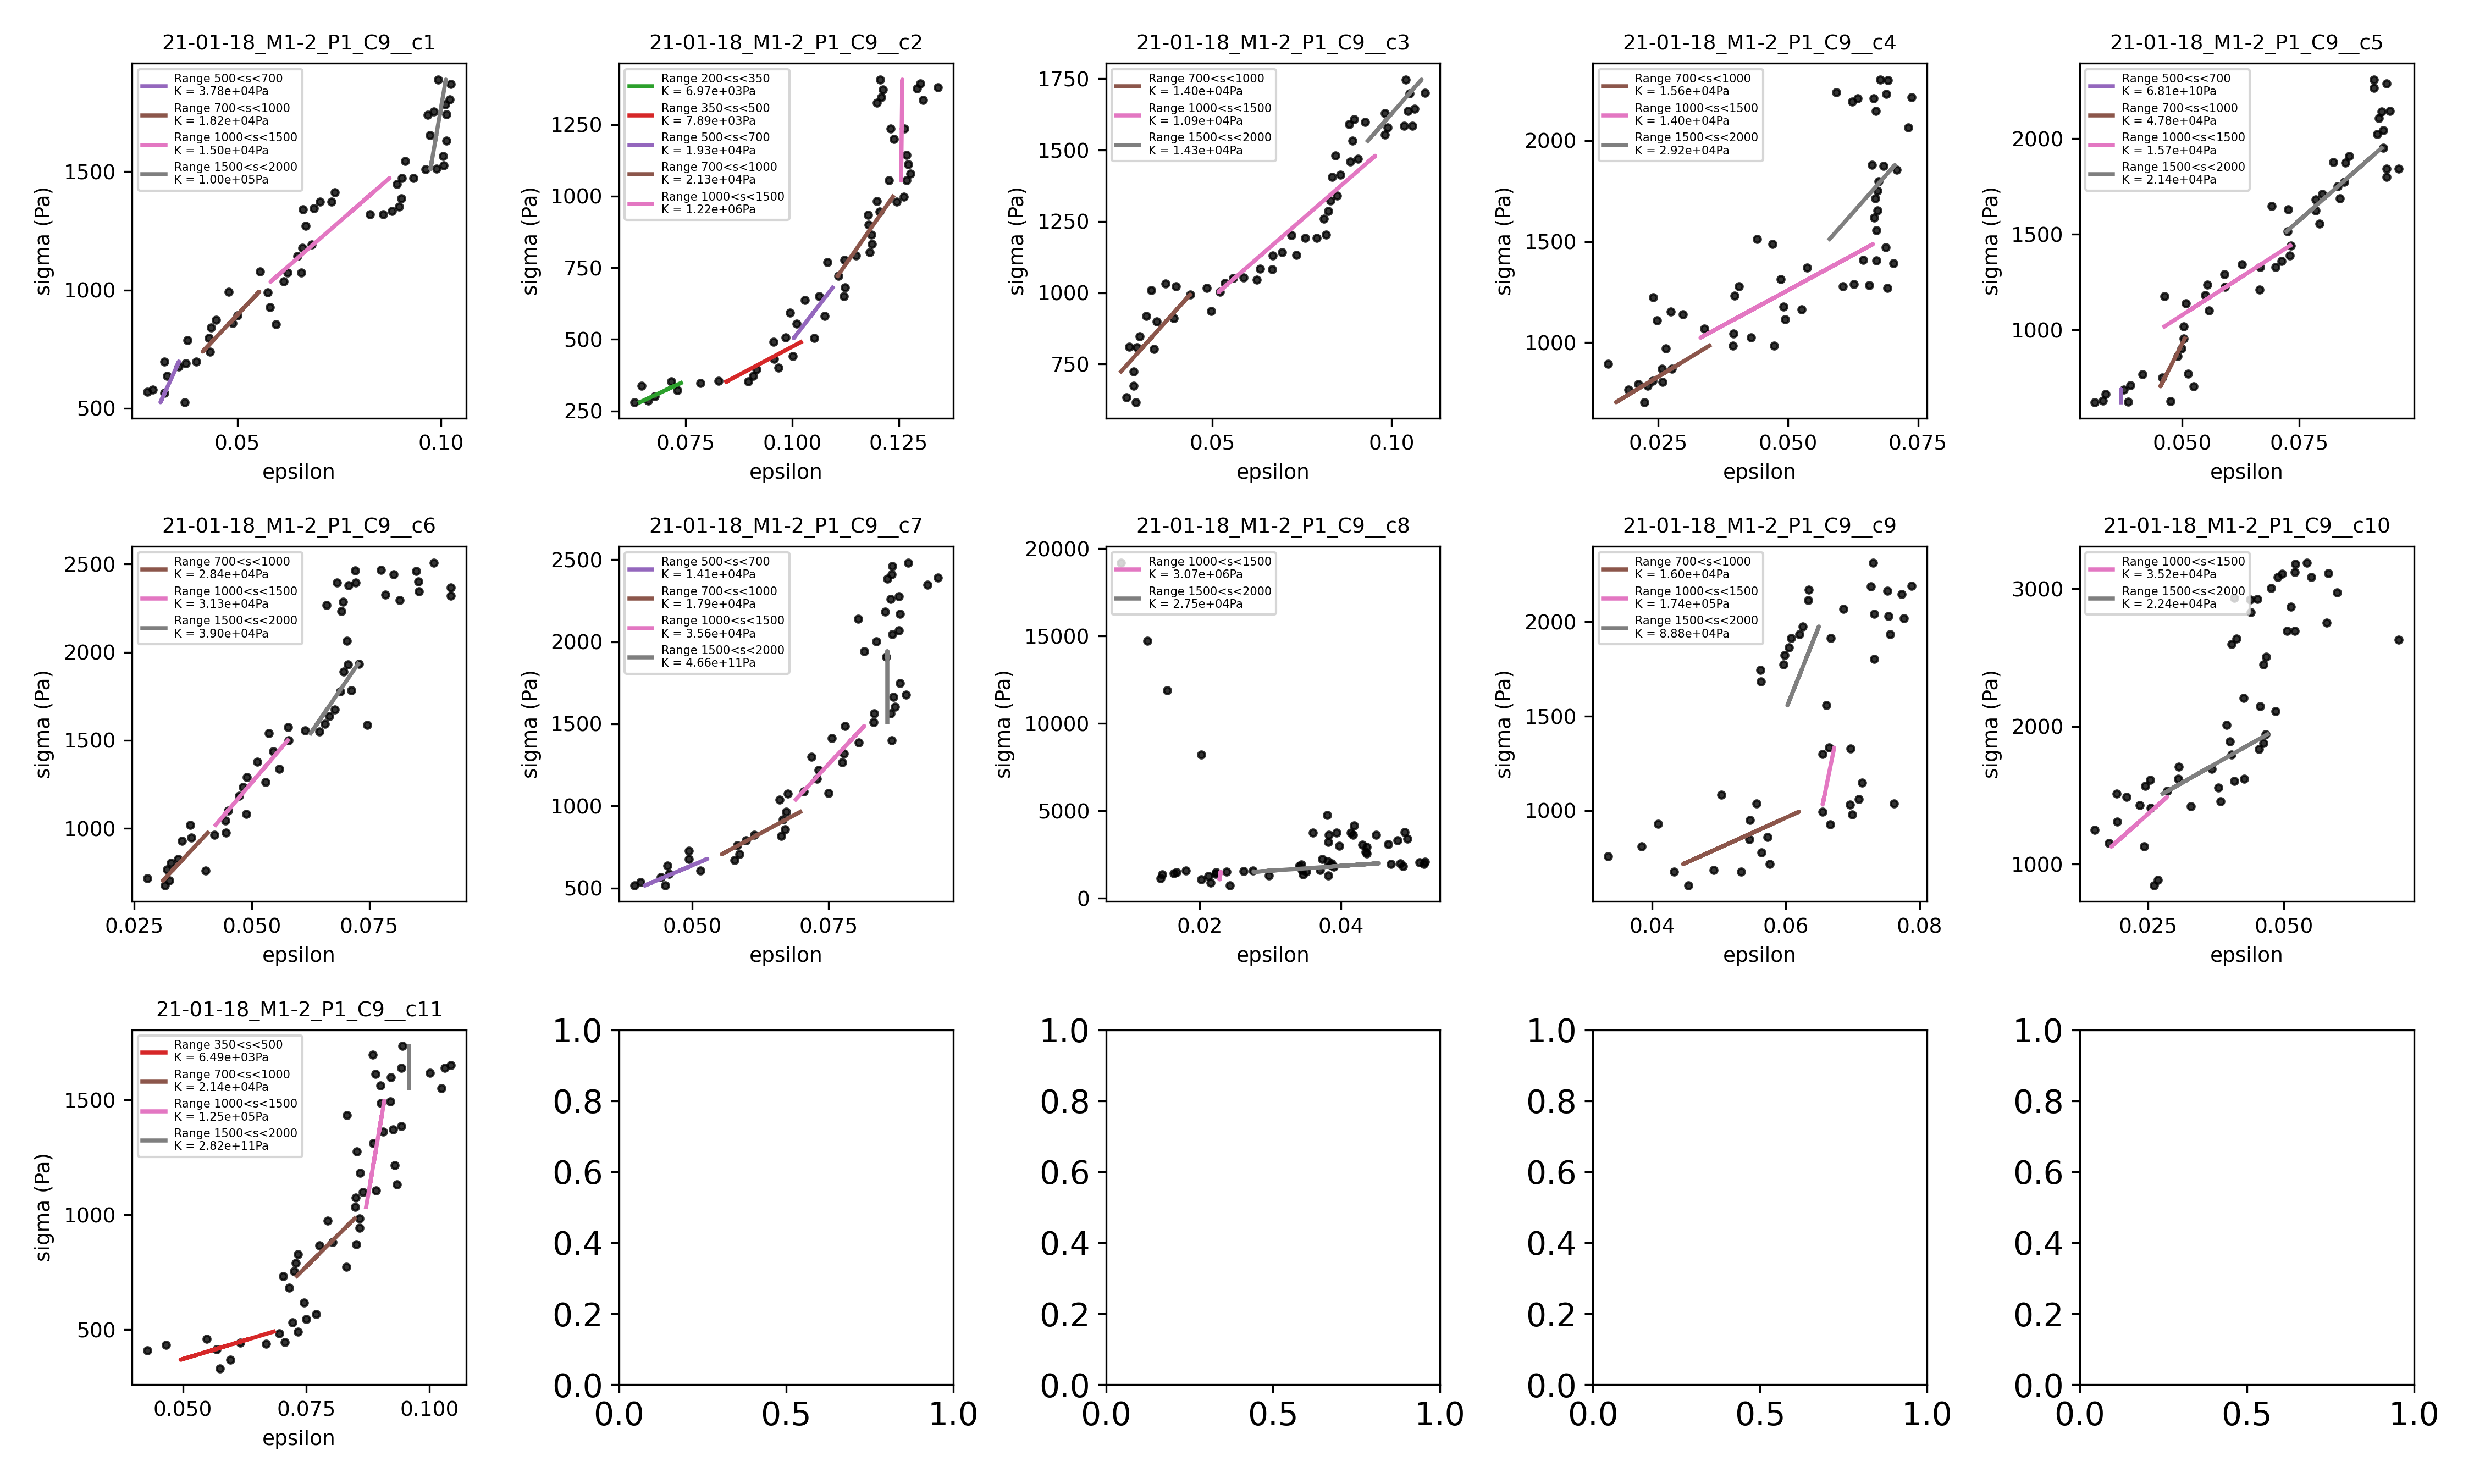 21-01-18_M1-2_P1_C9__c1
Range 500<s<700
K = 3.78e+04Pa
Range 700<s<1000
K = 1.82e+04Pa
Range 1000<s<1500
K = 1.50e+04Pa
Range 1500<s<2000
K = 1.00e+05Pa
1500
1000
500
sigma (Pa)
0.05 0.10
epsilon
21-01-18_M1-2_P1_C9__c2
Range 200<s<350
K = 6.97e+03Pa
Range 350<s<500
K = 7.89e+03Pa
Range 500<s<700
K = 1.93e+04Pa
Range 700<s<1000
K = 2.13e+04Pa
Range 1000<s<1500
K = 1.22e+06Pa
1250
1000
750
500
250
sigma (Pa)
0.075 0.100 0.125
epsilon
21-01-18_M1-2_P1_C9__c3
Range 700<s<1000
K = 1.40e+04Pa
Range 1000<s<1500
K = 1.09e+04Pa
Range 1500<s<2000
K = 1.43e+04Pa
1750
1500
1250
1000
750
sigma (Pa)
0.05 0.10
epsilon
21-01-18_M1-2_P1_C9__c4
Range 700<s<1000
K = 1.56e+04Pa
Range 1000<s<1500
K = 1.40e+04Pa
Range 1500<s<2000
K = 2.92e+04Pa
2000
1500
1000
sigma (Pa)
0.025 0.050 0.075
epsilon
21-01-18_M1-2_P1_C9__c5
Range 500<s<700
K = 6.81e+10Pa
Range 700<s<1000
K = 4.78e+04Pa
Range 1000<s<1500
K = 1.57e+04Pa
Range 1500<s<2000
K = 2.14e+04Pa
2000
1500
1000
sigma (Pa)
0.050 0.075
epsilon
21-01-18_M1-2_P1_C9__c6
Range 700<s<1000
K = 2.84e+04Pa
Range 1000<s<1500
K = 3.13e+04Pa
Range 1500<s<2000
K = 3.90e+04Pa
2500
2000
1500
1000
sigma (Pa)
0.025 0.050 0.075
epsilon
21-01-18_M1-2_P1_C9__c7
Range 500<s<700
K = 1.41e+04Pa
Range 700<s<1000
K = 1.79e+04Pa
Range 1000<s<1500
K = 3.56e+04Pa
Range 1500<s<2000
K = 4.66e+11Pa
2500
2000
1500
1000
500
sigma (Pa)
0.050 0.075
epsilon
21-01-18_M1-2_P1_C9__c8
Range 1000<s<1500
K = 3.07e+06Pa
Range 1500<s<2000
K = 2.75e+04Pa
20000
15000
10000
5000
0
sigma (Pa)
0.02 0.04
epsilon
21-01-18_M1-2_P1_C9__c9
Range 700<s<1000
K = 1.60e+04Pa
Range 1000<s<1500
K = 1.74e+05Pa
Range 1500<s<2000
K = 8.88e+04Pa
2000
1500
1000
sigma (Pa)
0.04 0.06 0.08
epsilon
21-01-18_M1-2_P1_C9__c10
Range 1000<s<1500
K = 3.52e+04Pa
Range 1500<s<2000
K = 2.24e+04Pa
3000
2000
1000
sigma (Pa)
0.025 0.050
epsilon
21-01-18_M1-2_P1_C9__c11
Range 350<s<500
K = 6.49e+03Pa
Range 700<s<1000
K = 2.14e+04Pa
Range 1000<s<1500
K = 1.25e+05Pa
Range 1500<s<2000
K = 2.82e+11Pa
1500
1000
500
sigma (Pa)
0.050 0.075 0.100
epsilon
1.0
0.8
0.6
0.4
0.2
0.0
0.0 0.5 1.0
1.0
0.8
0.6
0.4
0.2
0.0
0.0 0.5 1.0
1.0
0.8
0.6
0.4
0.2
0.0
0.0 0.5 1.0
1.0
0.8
0.6
0.4
0.2
0.0
0.0 0.5 1.0